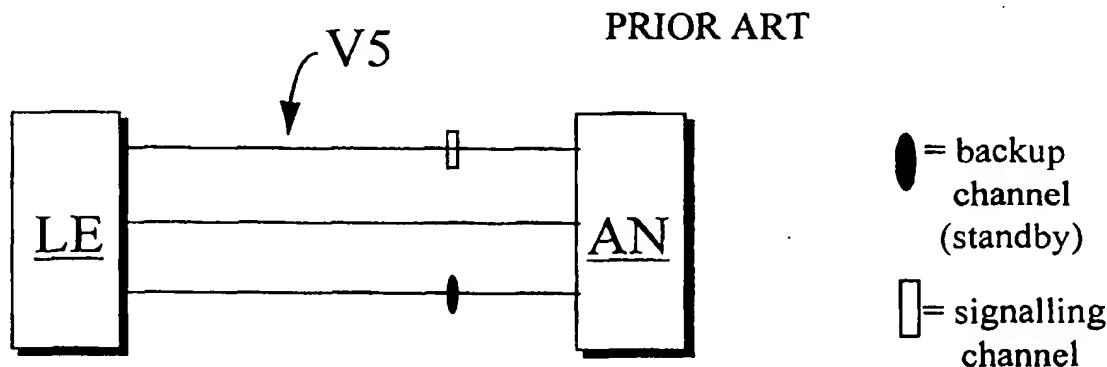 PRIOR ART
V5
LE
AN
= backup
channel
(standby)
= signalling
channel